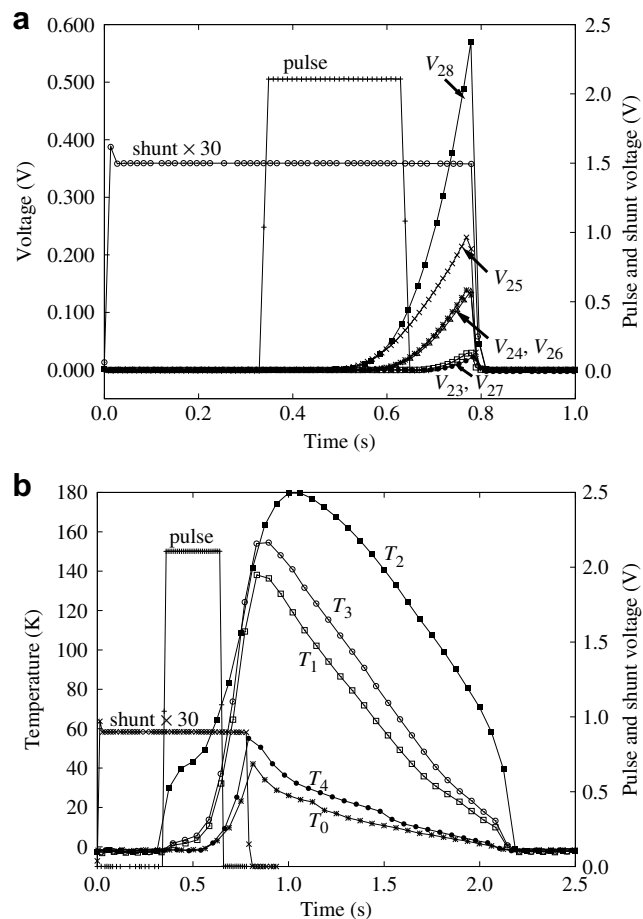 a
0.600
0.500
0.400
0.300
0.200
0.100
0.000
Voltage (V)
pulse
shunt × 30
V28
V25
V24, V26
V23, V27
2.5
2.0
1.5
1.0
0.5
0.0
Pulse and shunt voltage (V)
0.0 0.2 0.4 0.6 0.8 1.0
Time (s)
b
180
160
140
120
100
80
60
40
20
0
Temperature (K)
pulse
shunt × 30
T2
T3
T1
T4
T0
2.5
2.0
1.5
1.0
0.5
0.0
Pulse and shunt voltage (V)
0.0 0.5 1.0 1.5 2.0 2.5
Time (s)